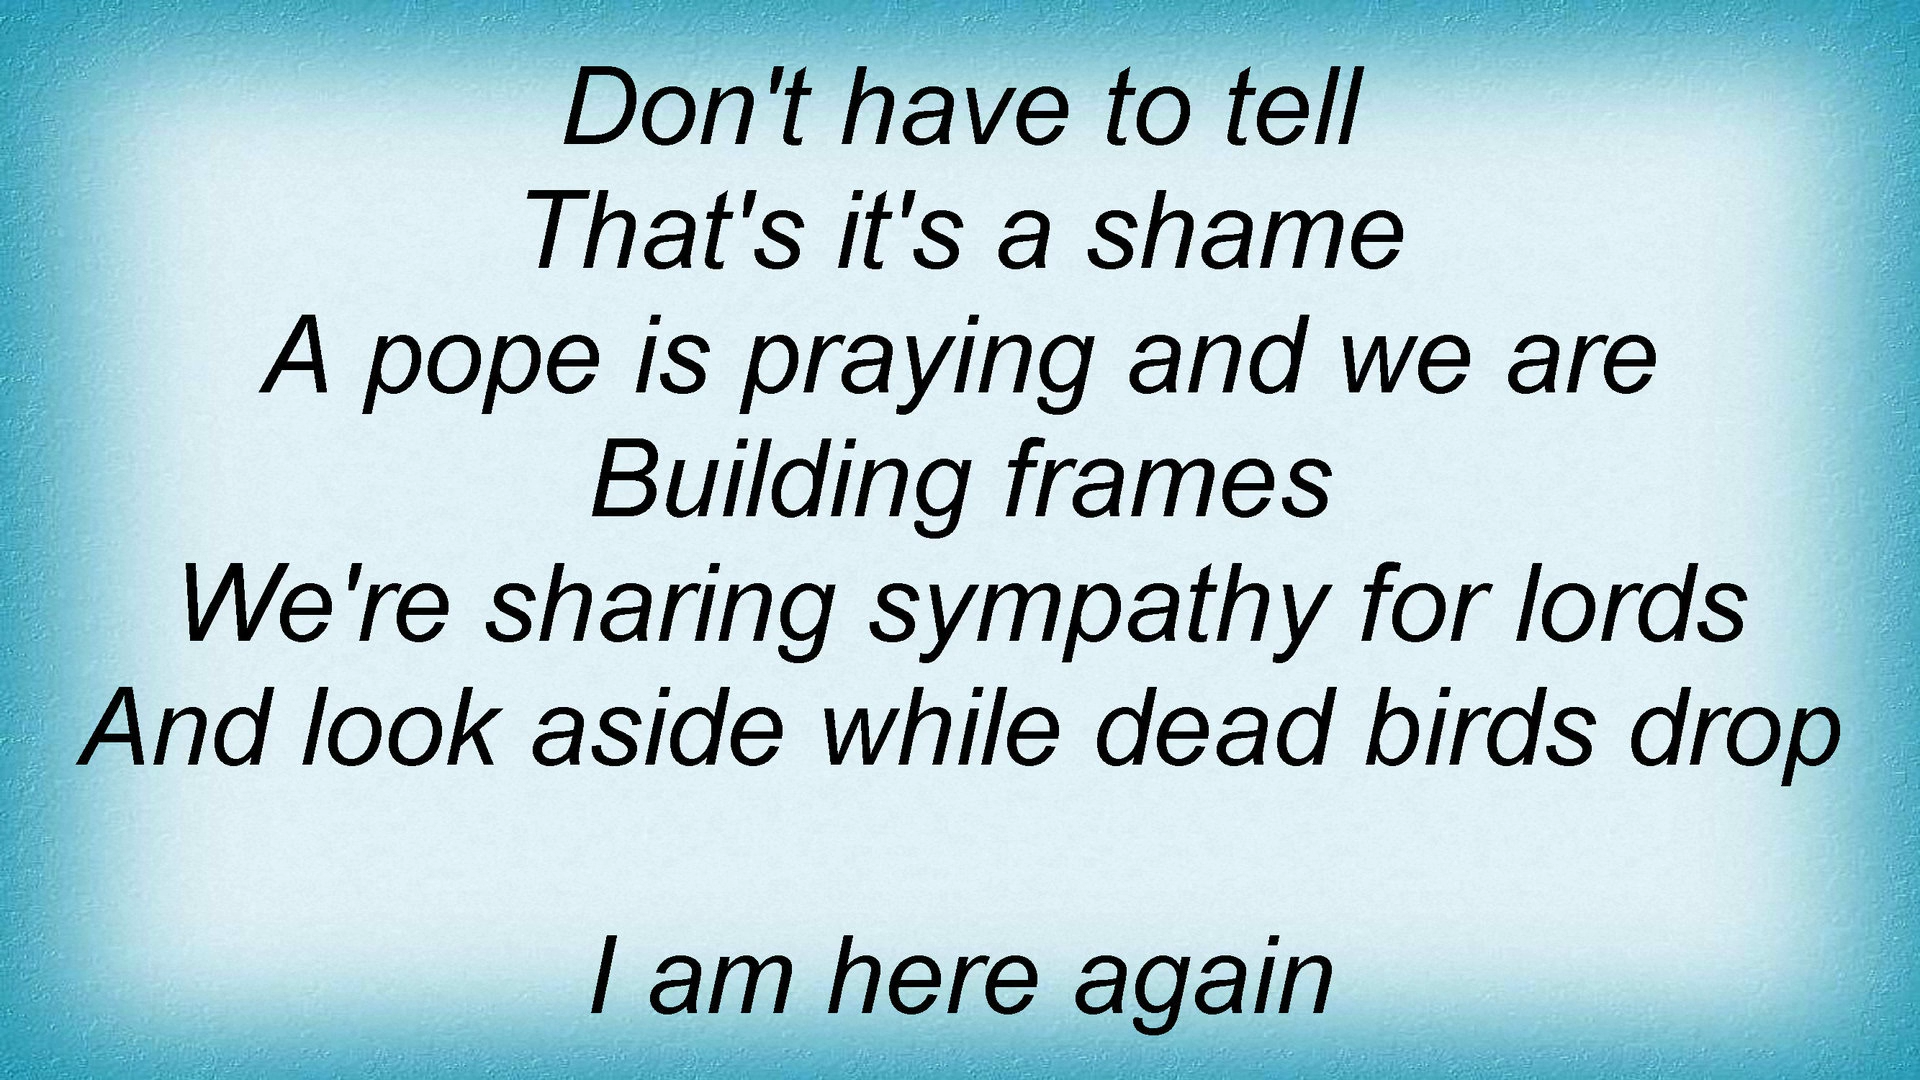 Don't have to tell
That's it's a shame
A pope is praying and we are
Building frames
We're sharing sympathy for lords
And look aside while dead birds drop
I am here again